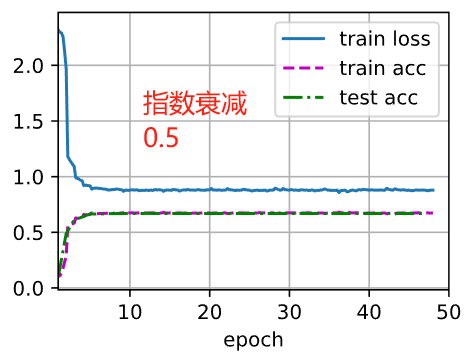 train loss
train acc
test acc
指数衰减
0.5
2.0
1.5
1.0
0.5
0.0
10 20 30 40 50
epoch